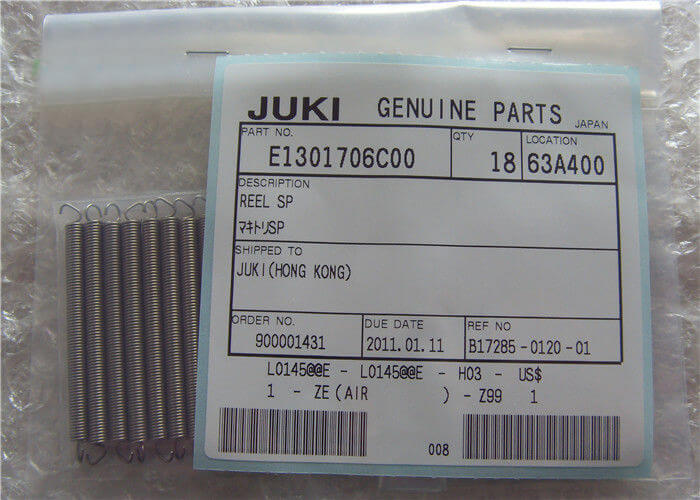 JUKI GENUINE PARTS JAPAN
PART NO. QTY LOCATION
E1301706C00 18 63A400
DESCRIPTION
REEL SP
マキトリSP
SHIPPED TO
JUKI(HONG KONG)
ORDER NO. DUE DATE REF NO
900001431 2011.01.11 B17285-0120-01
L0145@@E - L0145@@E - H03 - US$
1 - ZE(AIR ) - Z99 1
008